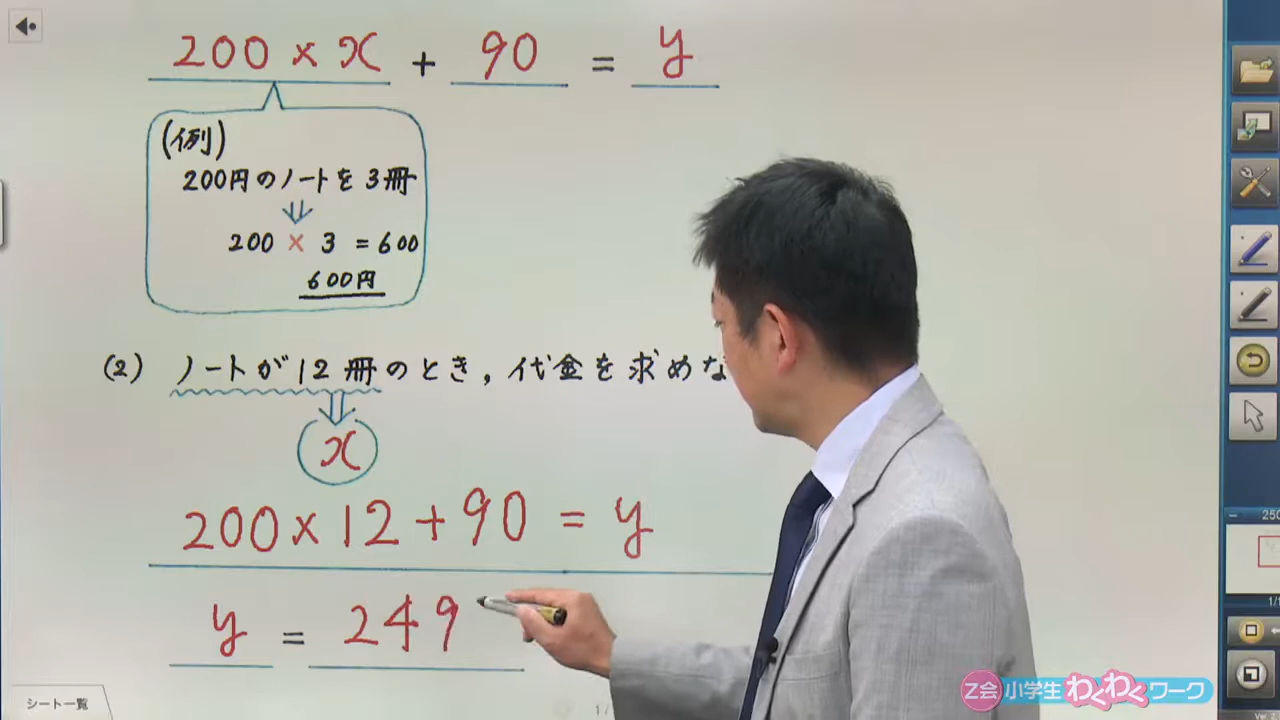 200 × x + 90 = y
(例)
200円のノートを3冊
200 × 3 = 600
600円
(2) ノートが12冊のとき,代金を求めな
x
200×12+90 = y
y = 249
シート一覧
Z会 小学生わくわくワーク